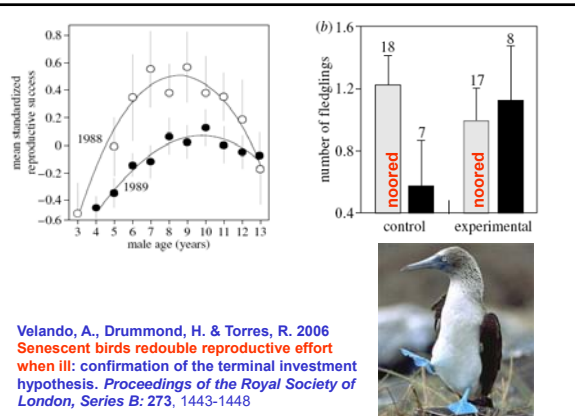 0.8
0.6
0.4
0.2
0
−0.2
−0.4
−0.6
mean standardized
reproductive success
1988
1989
3 4 5 6 7 8 9 10 11 12 13
male age (years)
(b) 1.6
1.2
0.8
0.4
number of fledglings
18
7
17
8
noored
noored
control experimental
Velando, A., Drummond, H. & Torres, R. 2006
Senescent birds redouble reproductive effort
when ill: confirmation of the terminal investment
hypothesis. Proceedings of the Royal Society of
London, Series B: 273, 1443-1448